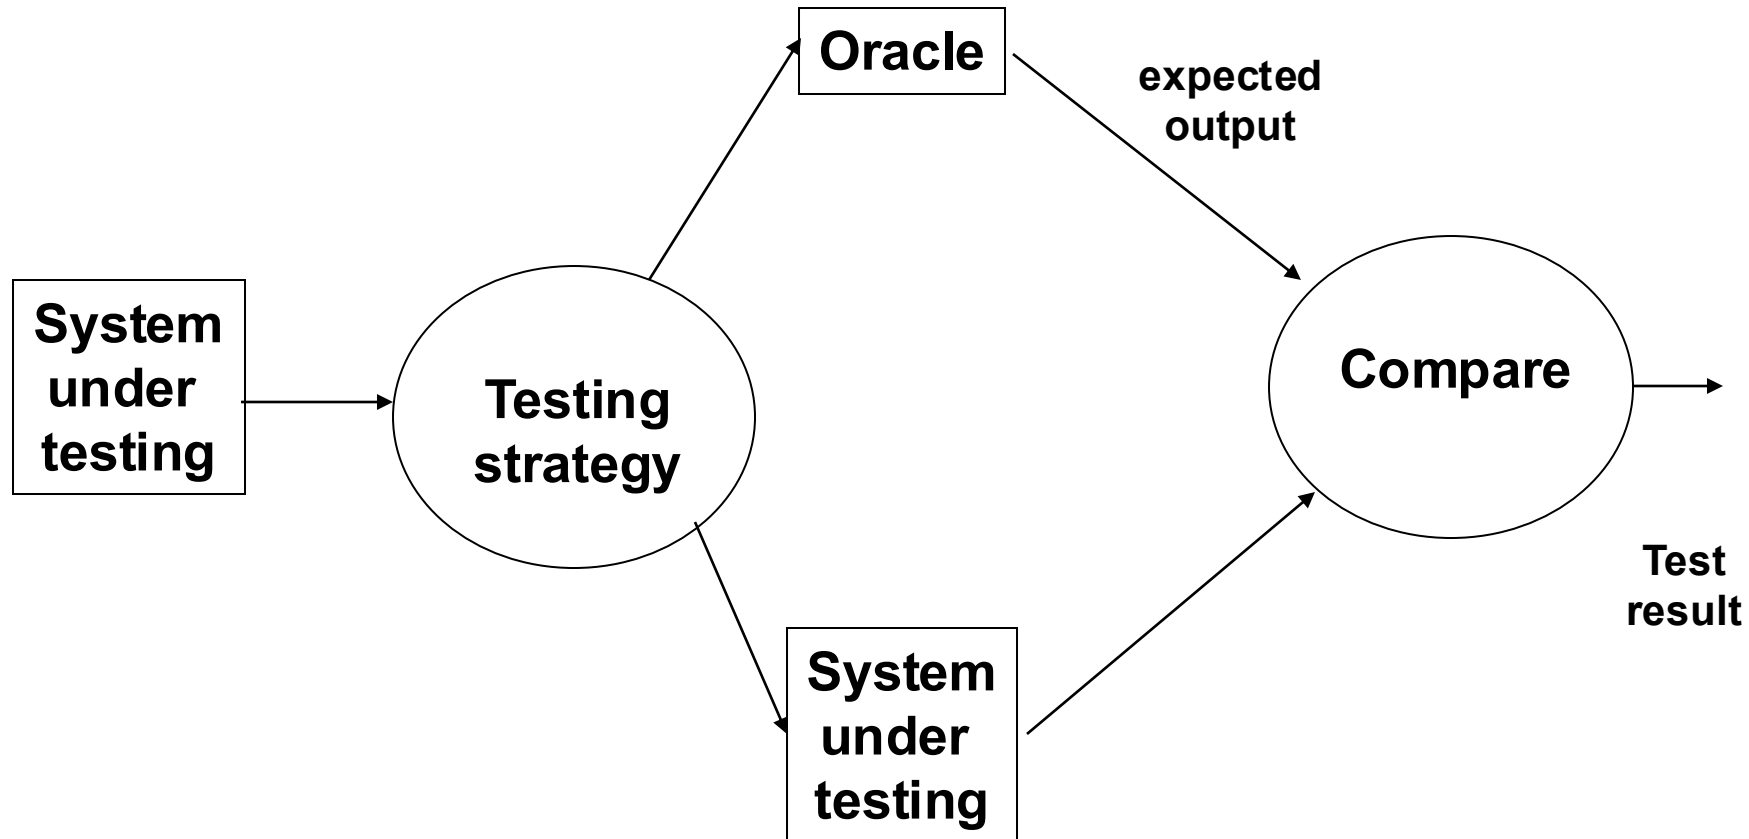 Oracle
expected
output
System
under
testing
Testing
strategy
Compare
Test
result
System
under
testing